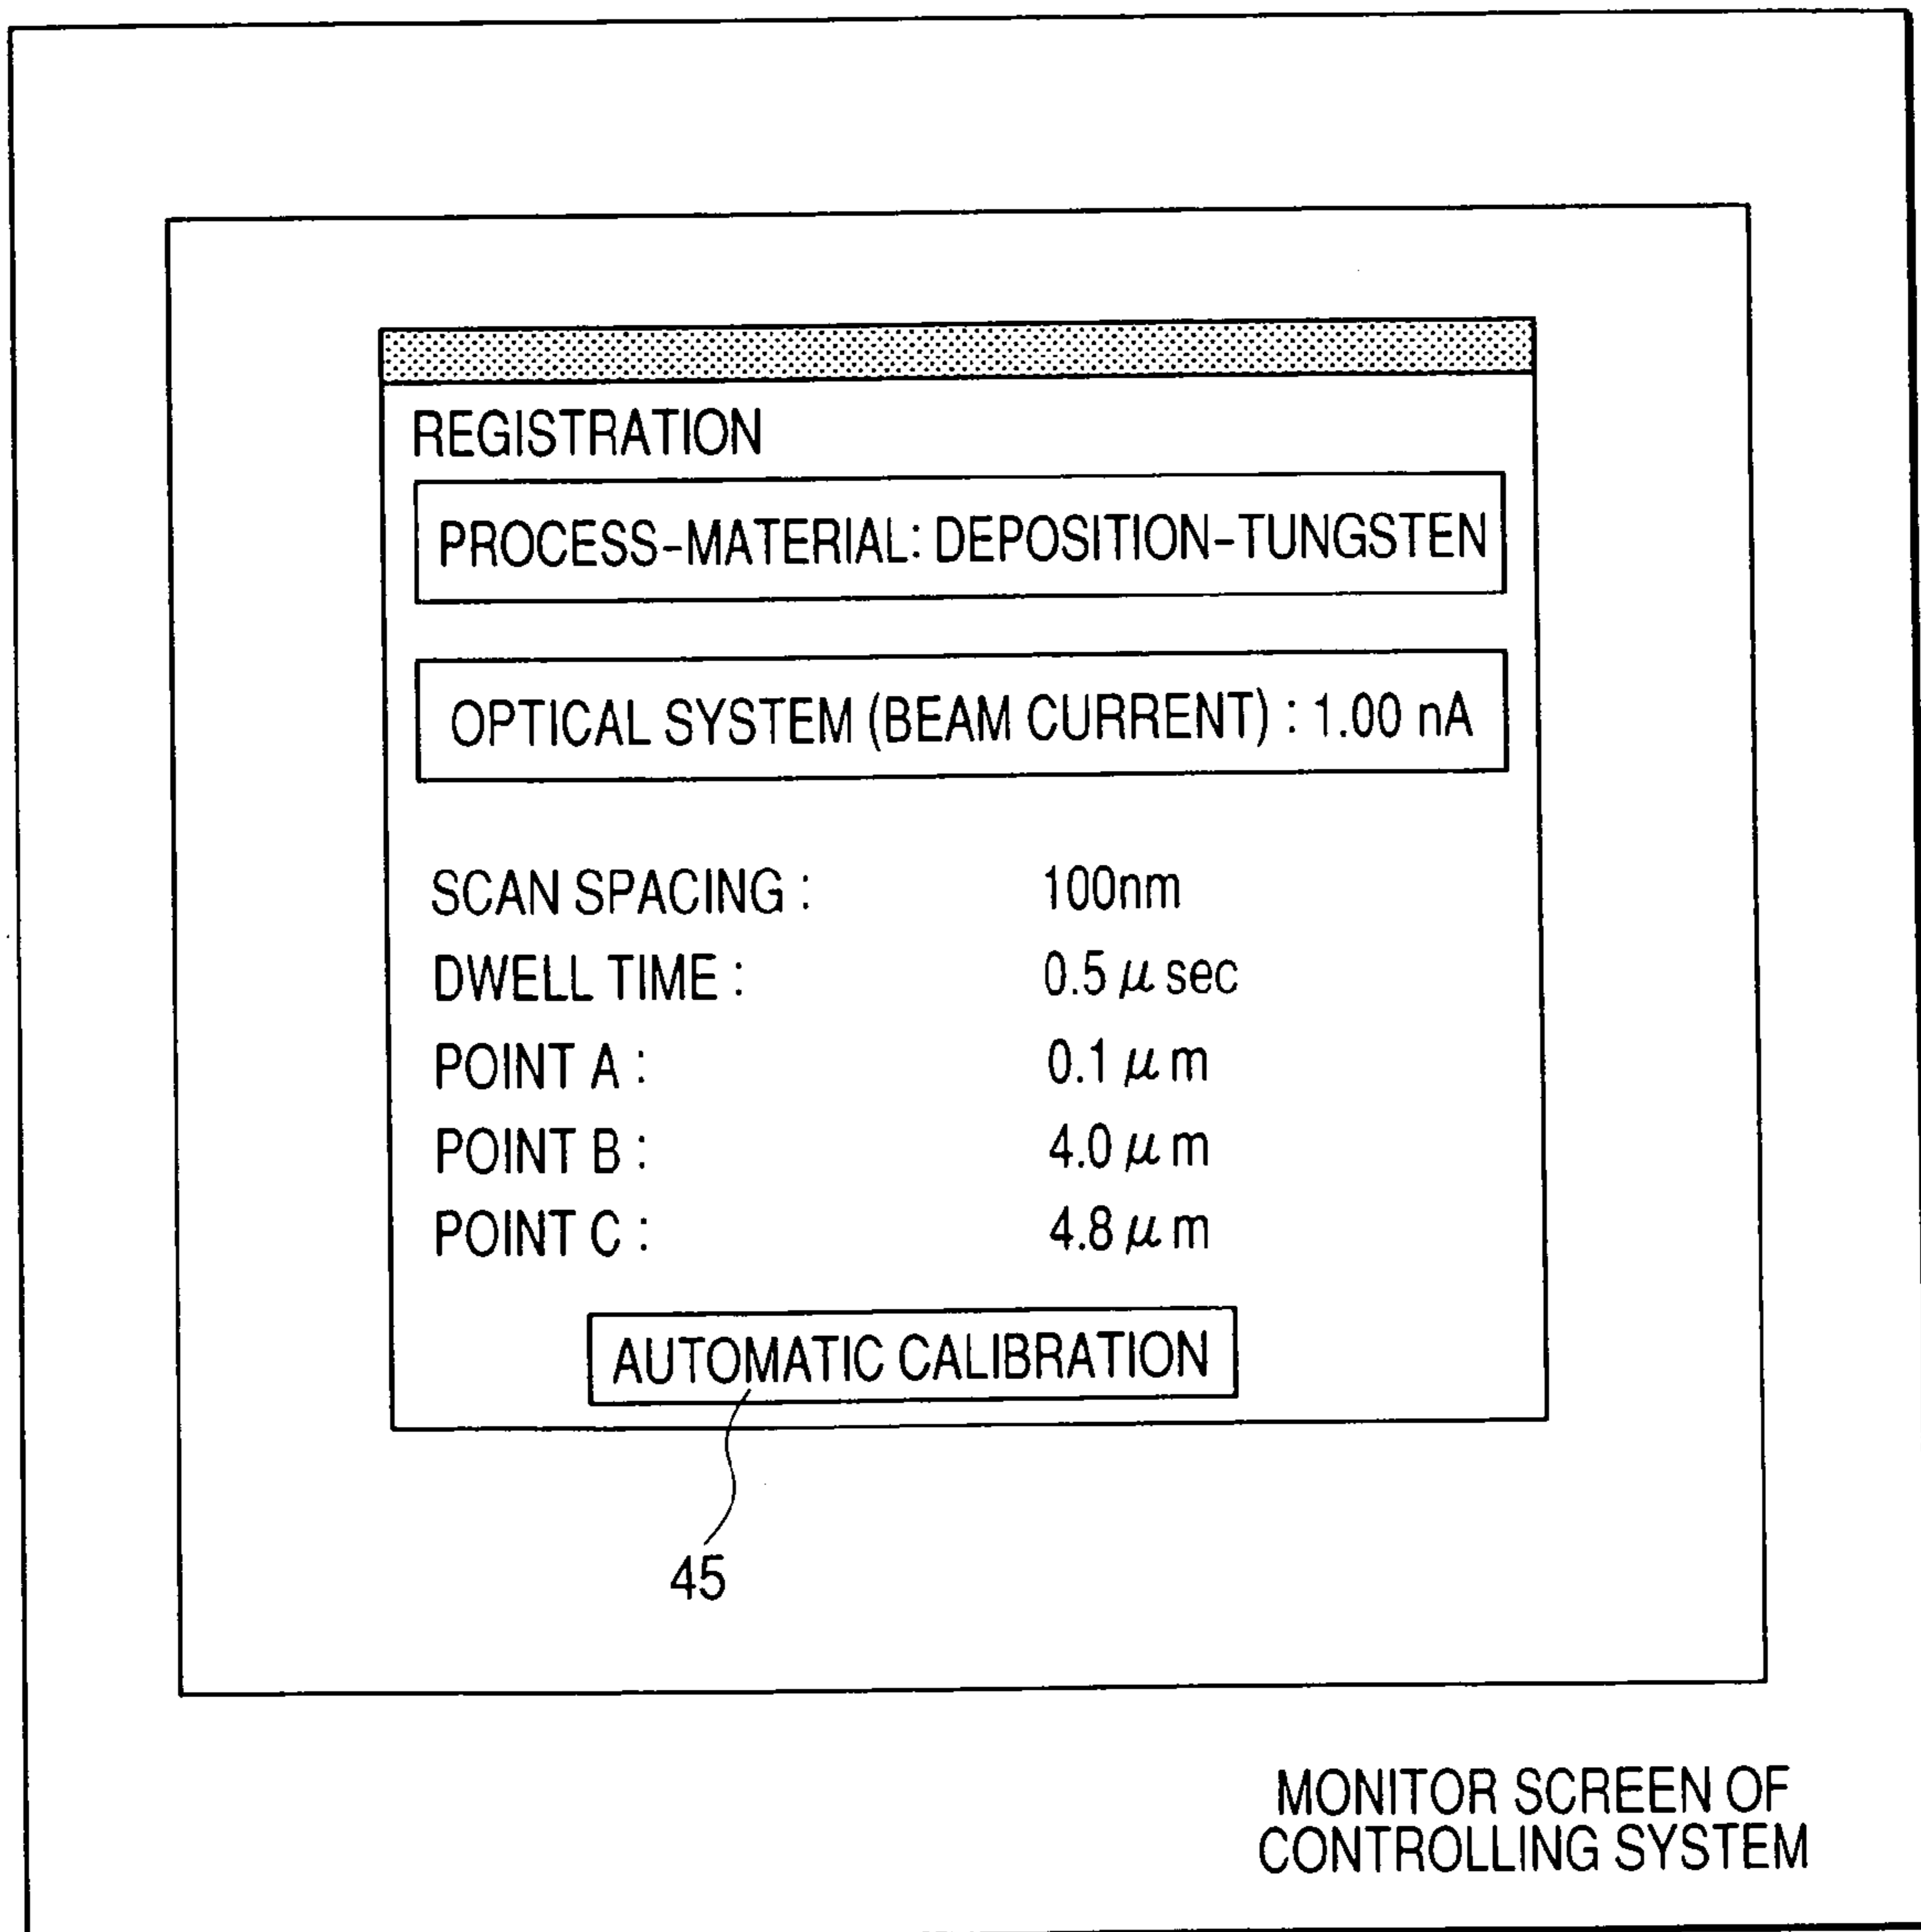 REGISTRATION
PROCESS-MATERIAL: DEPOSITION-TUNGSTEN
OPTICAL SYSTEM (BEAM CURRENT) : 1.00 nA
SCAN SPACING : 100nm
DWELL TIME : 0.5 μ sec
POINT A : 0.1 μ m
POINT B : 4.0 μ m
POINT C : 4.8 μ m
AUTOMATIC CALIBRATION
45
MONITOR SCREEN OF
CONTROLLING SYSTEM